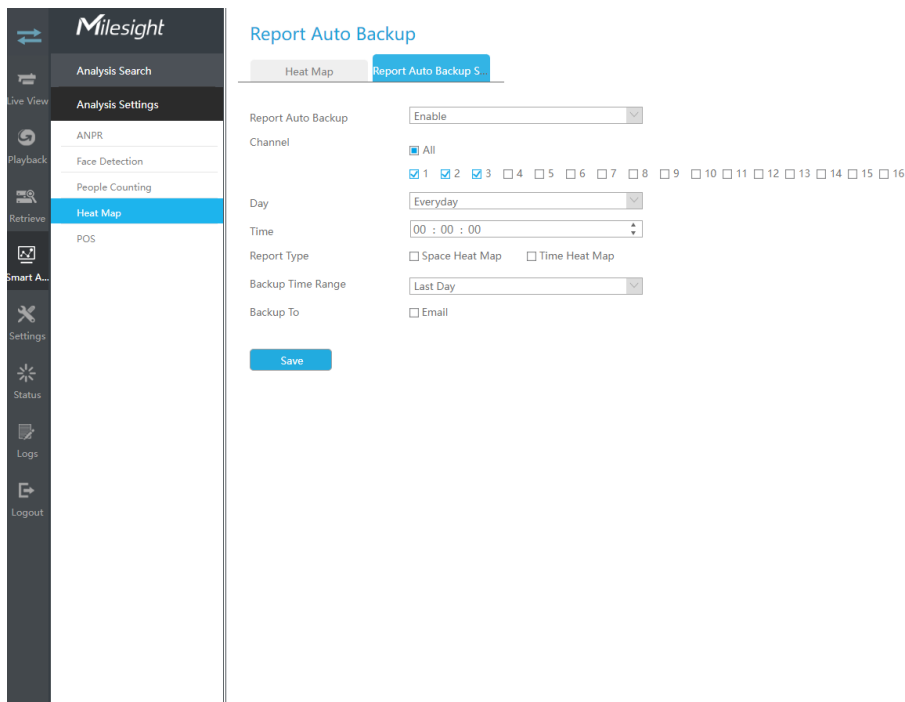 Milesight
Live View
Playback
Retrieve
Smart A...
Settings
Status
Logs
Logout
Analysis Search
Analysis Settings
ANPR
Face Detection
People Counting
Heat Map
POS
Report Auto Backup
Heat Map
Report Auto Backup S...
Report Auto Backup Enable
Channel All
1 2 3 4 5 6 7 8 9 10 11 12 13 14 15 16
Day Everyday
Time 00 : 00 : 00
Report Type Space Heat Map Time Heat Map
Backup Time Range Last Day
Backup To Email
Save